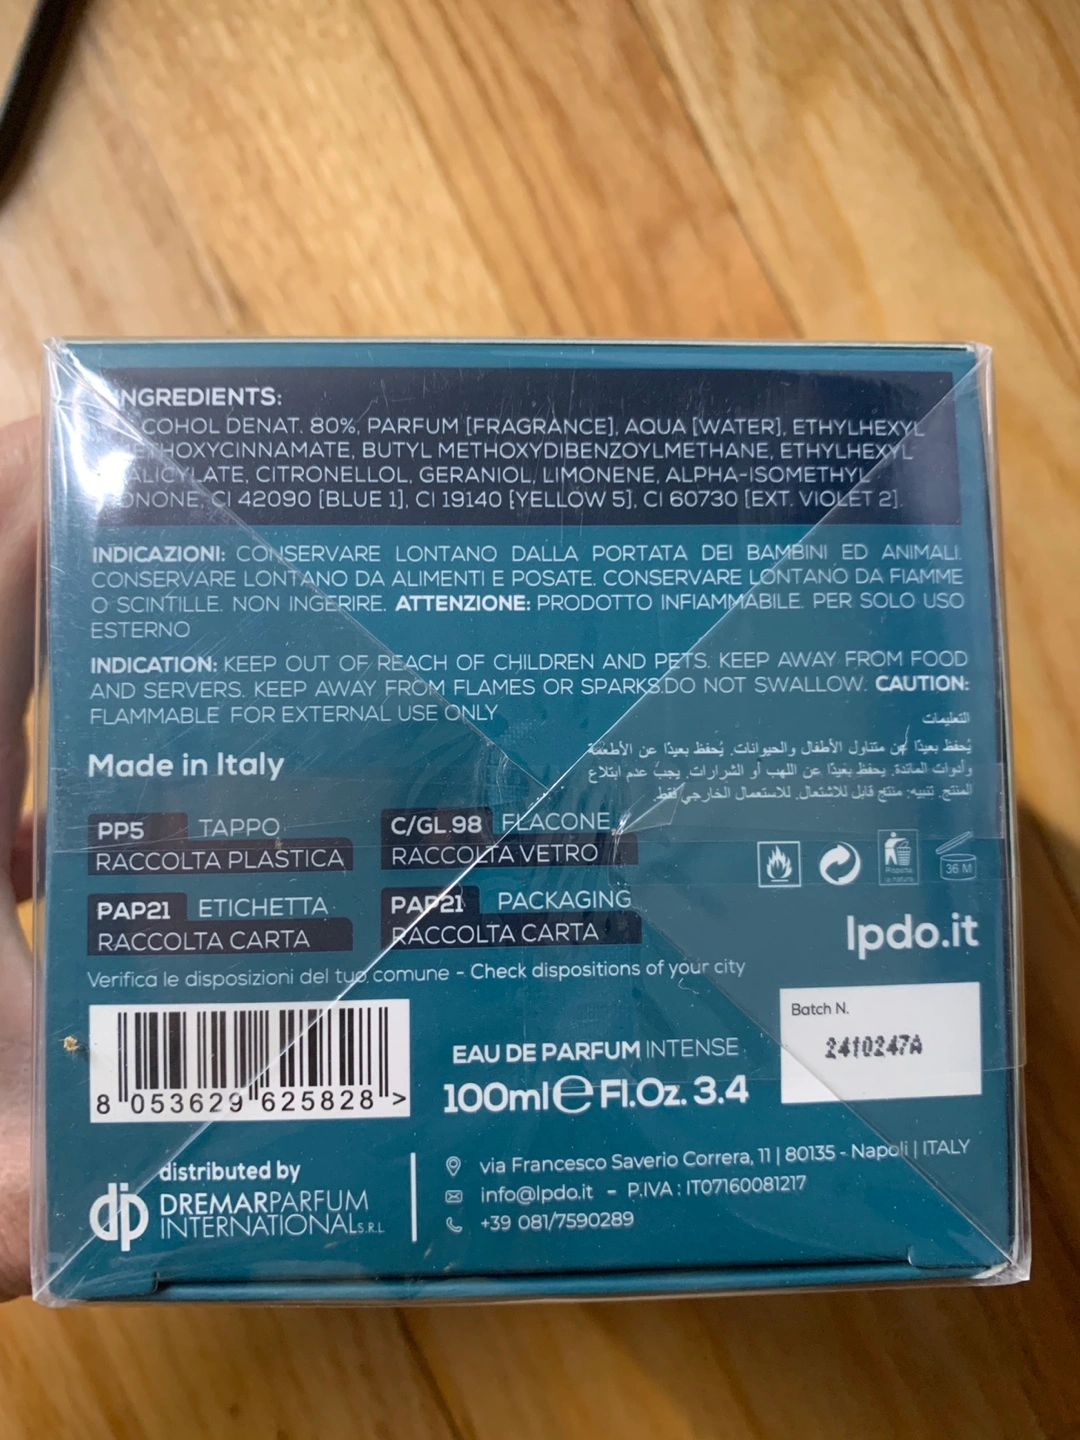 INGREDIENTS:
COHOL DENAT. 80%, PARFUM [FRAGRANCE], AQUA [WATER], ETHYLHEXYL
THOXYCINNAMATE, BUTYL METHOXYDIBENZOYLMETHANE, ETHYLHEXYL
ALICYLATE, CITRONELLOL, GERANIOL, LIMONENE, ALPHA-ISOMETHYL
IONONE, CI 42090 [BLUE 1], CI 19140 [YELLOW 5], CI 60730 [EXT. VIOLET 2].
INDICAZIONI: CONSERVARE LONTANO DALLA PORTATA DEI BAMBINI ED ANIMALI.
CONSERVARE LONTANO DA ALIMENTI E POSATE. CONSERVARE LONTANO DA FIAMME
O SCINTILLE. NON INGERIRE. ATTENZIONE: PRODOTTO INFIAMMABILE. PER SOLO USO
ESTERNO
INDICATION: KEEP OUT OF REACH OF CHILDREN AND PETS. KEEP AWAY FROM FOOD
AND SERVERS. KEEP AWAY FROM FLAMES OR SPARKS.DO NOT SWALLOW. CAUTION:
FLAMMABLE FOR EXTERNAL USE ONLY
التعليمات
يُحفظ بعيدًا عن متناول الأطفال والحيوانات. يُحفظ بعيدًا عن الأطعمة
وأدوات المائدة. يحفظ بعيدًا عن اللهب أو الشرارات. يجب عدم ابتلاع
المنتج. تنبيه: منتج قابل للاشتعال. للاستعمال الخارجي فقط.
Made in Italy
PP5 TAPPO
RACCOLTA PLASTICA
C/GL.98 FLACONE
RACCOLTA VETRO
PAP21 ETICHETTA
RACCOLTA CARTA
PAP21 PACKAGING
RACCOLTA CARTA
36 M
lpdo.it
Verifica le disposizioni del tuo comune - Check dispositions of your city
Batch N.
2410247A
8 053629 625828 >
EAU DE PARFUM INTENSE
100ml e Fl.Oz. 3.4
distributed by
dp DREMARPARFUM
INTERNATIONAL S.R.L
via Francesco Saverio Correra, 11 | 80135 - Napoli | ITALY
info@lpdo.it - P.IVA : IT07160081217
+39 081/7590289